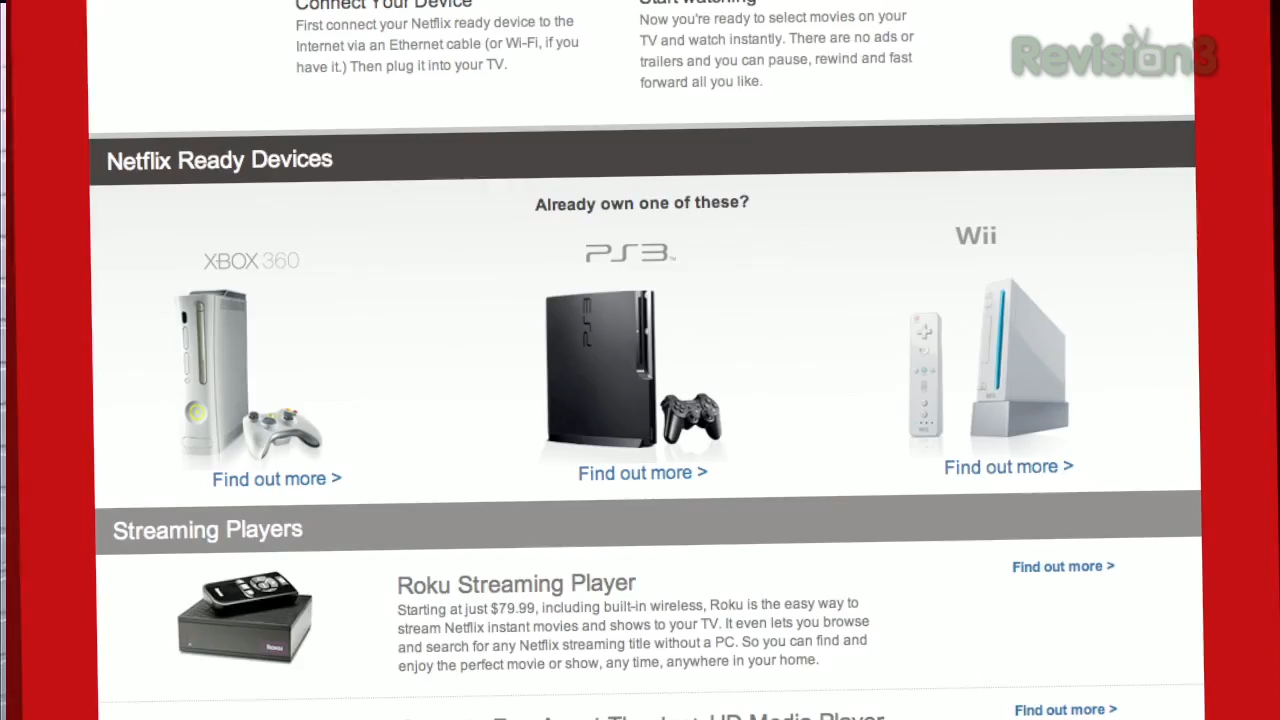 Connect Your Device
Start watching
First connect your Netflix ready device to the
Internet via an Ethernet cable (or Wi-Fi, if you
have it.) Then plug it into your TV.
Now you're ready to select movies on your
TV and watch instantly. There are no ads or
trailers and you can pause, rewind and fast
forward all you like.
Revision3
Netflix Ready Devices
Already own one of these?
XBOX 360
PS3
Wii
Find out more >
Find out more >
Find out more >
Streaming Players
Roku Streaming Player
Find out more >
Starting at just $79.99, including built-in wireless, Roku is the easy way to
stream Netflix instant movies and shows to your TV. It even lets you browse
and search for any Netflix streaming title without a PC. So you can find and
enjoy the perfect movie or show, any time, anywhere in your home.
HD Media Player
Find out more >